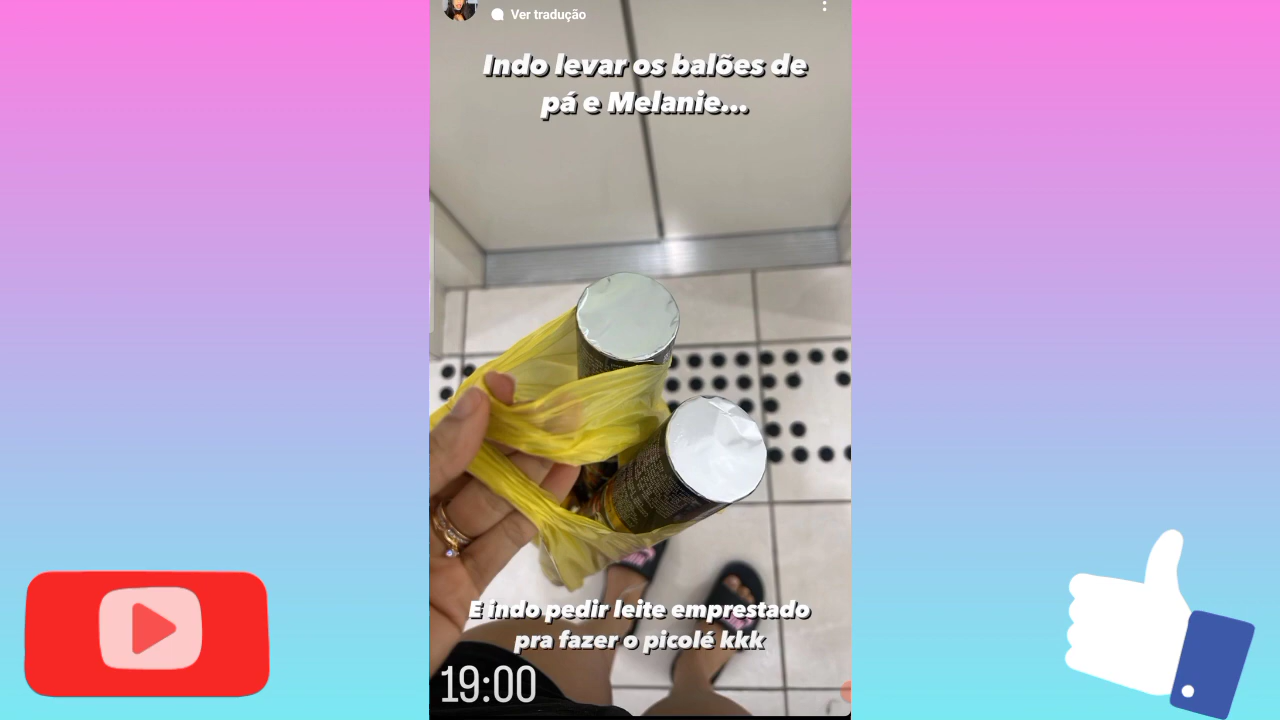 Ver tradução
Indo levar os balões de
pá e Melanie...
E indo pedir leite emprestado
pra fazer o picolé kkk
19:00